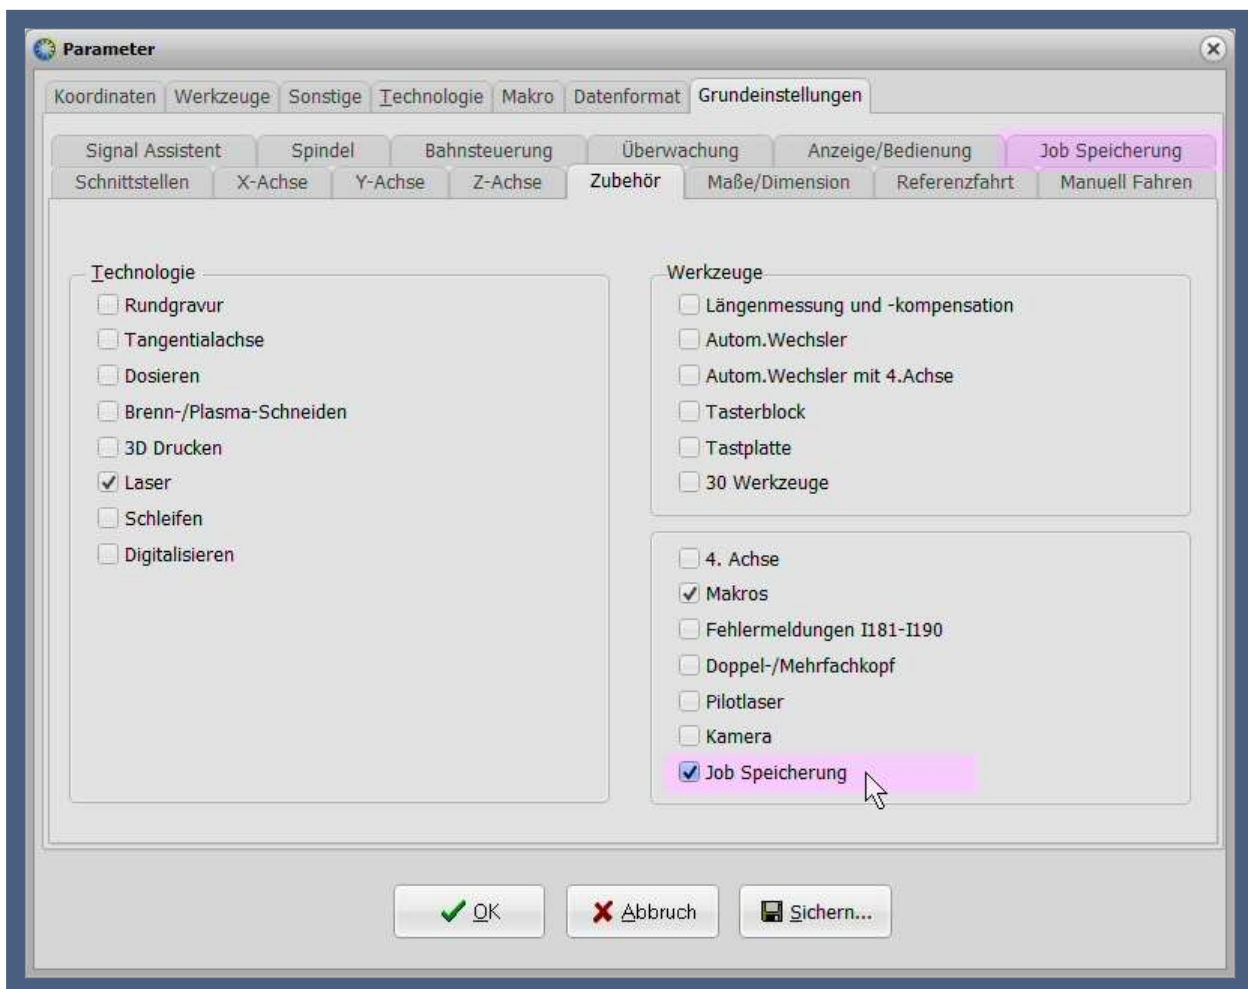 Parameter
Koordinaten Werkzeuge Sonstige Technologie Makro Datenformat Grundeinstellungen
Signal Assistent Spindel Bahnsteuerung Überwachung Anzeige/Bedienung Job Speicherung
Schnittstellen X-Achse Y-Achse Z-Achse Zubehör Maße/Dimension Referenzfahrt Manuell Fahren
Technologie
Rundgravur
Tangentialachse
Dosieren
Brenn-/Plasma-Schneiden
3D Drucken
Laser
Schleifen
Digitalisieren
Werkzeuge
Längenmessung und -kompensation
Autom.Wechsler
Autom.Wechsler mit 4.Achse
Tasterblock
Tastplatte
30 Werkzeuge
4. Achse
Makros
Fehlermeldungen I181-I190
Doppel-/Mehrfachkopf
Pilotlaser
Kamera
Job Speicherung
OK Abbruch Sichern...